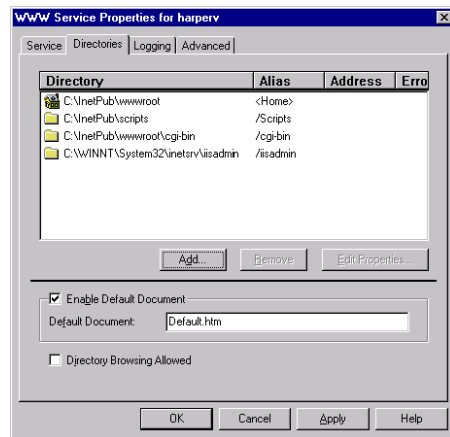 WWW Service Properties for harperv
Service Directories Logging Advanced
Directory Alias Address Erro
C:\InetPub\wwwroot <Home>
C:\InetPub\scripts /Scripts
C:\InetPub\wwwroot\cgi-bin /cgi-bin
C:\WINNT\System32\inetsrv\iisadmin /iisadmin
Add... Remove Edit Properties...
Enable Default Document
Default Document: Default.htm
Directory Browsing Allowed
OK Cancel Apply Help